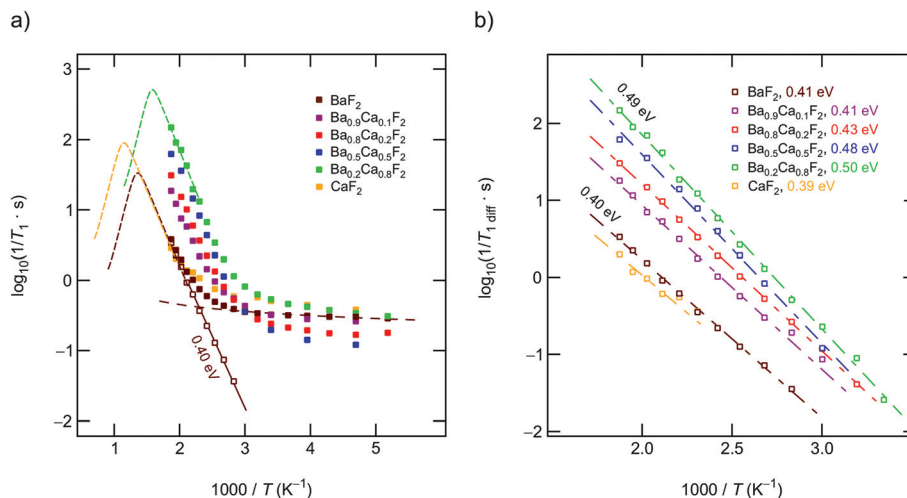 a)
log₁₀(1/T₁ · s)
3
2
1
0
−1
−2
1
2
3
4
5
1000 / T (K⁻¹)
BaF₂
Ba₀.₉Ca₀.₁F₂
Ba₀.₈Ca₀.₂F₂
Ba₀.₅Ca₀.₅F₂
Ba₀.₂Ca₀.₈F₂
CaF₂
0.40 eV
b)
log₁₀(1/T₁ diff · s)
2
1
0
−1
−2
2.0
2.5
3.0
1000 / T (K⁻¹)
BaF₂, 0.41 eV
Ba₀.₉Ca₀.₁F₂, 0.41 eV
Ba₀.₈Ca₀.₂F₂, 0.43 eV
Ba₀.₅Ca₀.₅F₂, 0.48 eV
Ba₀.₂Ca₀.₈F₂, 0.50 eV
CaF₂, 0.39 eV
0.49 eV
0.40 eV